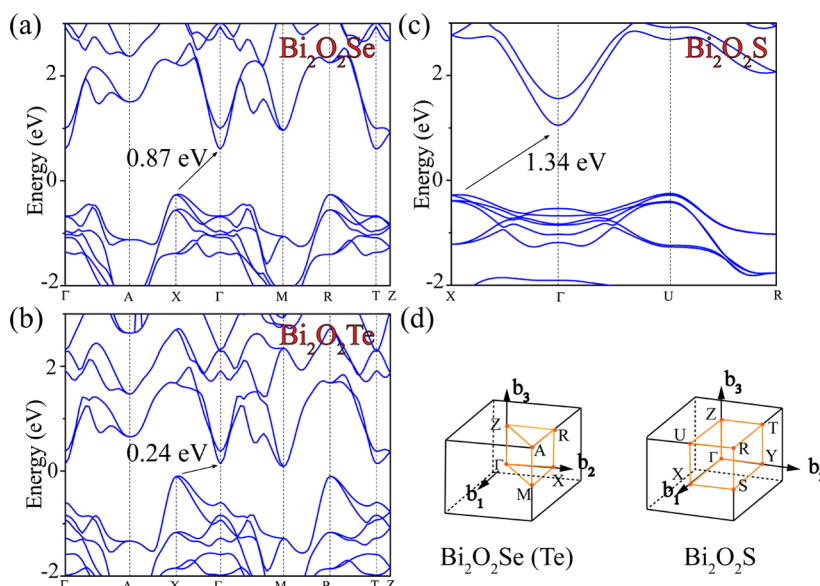 (a)
Bi₂O₂Se
Energy (eV)
2
0
-2
0.87 eV
Γ A X Γ M R T Z
(b)
Bi₂O₂Te
Energy (eV)
2
0
-2
0.24 eV
Γ A X Γ M R T Z
(c)
Bi₂O₂S
Energy (eV)
2
0
-2
1.34 eV
X Γ U R
(d)
b₃
Z
R
A
Γ
b₂
X
b₁
M
Bi₂O₂Se (Te)
b₃
Z
T
U
R
Γ
Y
X
b₂
b₁
S
Bi₂O₂S